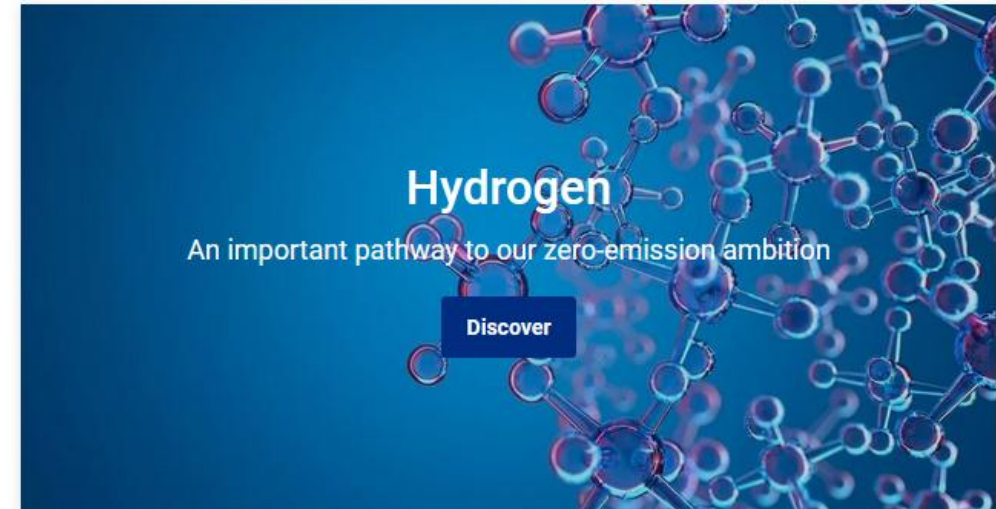 Hydrogen
An important pathway to our zero-emission ambition
Discover